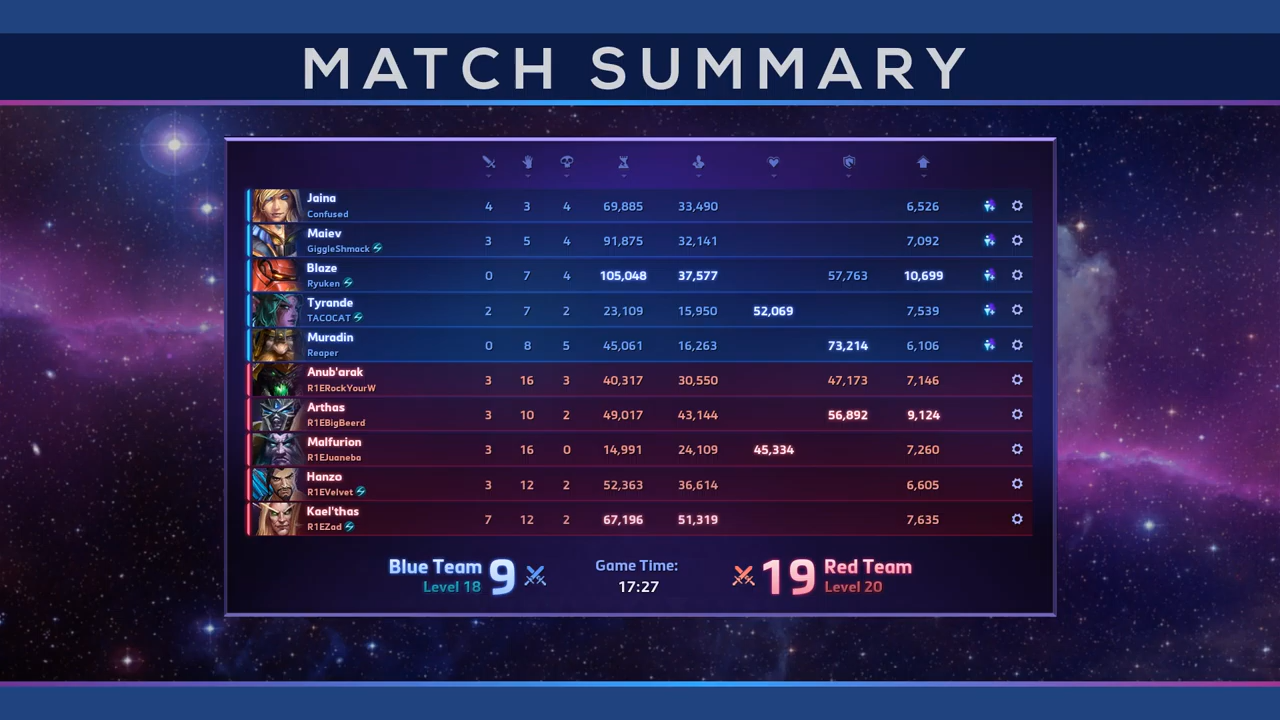 MATCH SUMMARY
Jaina
Confused
4 3 4 69,885 33,490 6,526
Maiev
GiggleShmack
3 5 4 91,875 32,141 7,092
Blaze
Ryuken
0 7 4 105,048 37,577 57,763 10,699
Tyrande
TACOCAT
2 7 2 23,109 15,950 52,069 7,539
Muradin
Reaper
0 8 5 45,061 16,263 73,214 6,106
Anub'arak
R1ERockYourW
3 16 3 40,317 30,550 47,173 7,146
Arthas
R1EBigBeerd
3 10 2 49,017 43,144 56,892 9,124
Malfurion
R1EJuaneba
3 16 0 14,991 24,109 45,334 7,260
Hanzo
R1EVelvet
3 12 2 52,363 36,614 6,605
Kael'thas
R1EZad
7 12 2 67,196 51,319 7,635
Blue Team 9
Level 18
Game Time:
17:27
19 Red Team
Level 20